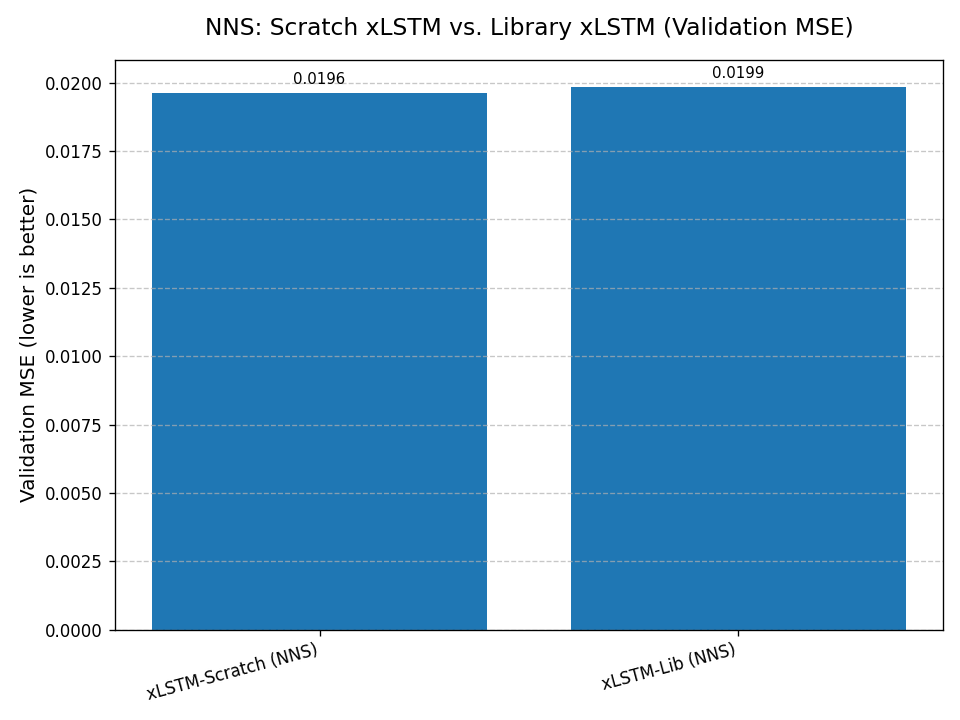 NNS: Scratch xLSTM vs. Library xLSTM (Validation MSE)
Validation MSE (lower is better)
0.0200
0.0175
0.0150
0.0125
0.0100
0.0075
0.0050
0.0025
0.0000
0.0196
0.0199
xLSTM-Scratch (NNS)
xLSTM-Lib (NNS)